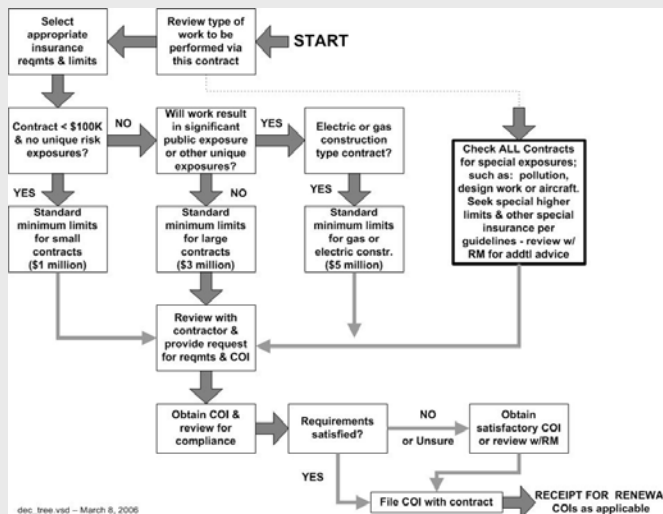 Select
appropriate
insurance
reqmts & limits
Review type of
work to be
performed via
this contract
START
Contract < $100K
& no unique risk
exposures?
NO
Will work result
in significant
public exposure
or other unique
exposures?
YES
Electric or gas
construction
type contract?
Check ALL Contracts
for special exposures;
such as: pollution,
design work or aircraft.
Seek special higher
limits & other special
insurance per
guidelines - review w/
RM for addtl advice
YES
NO
YES
Standard
minimum limits
for small
contracts
($1 million)
Standard
minimum limits
for large
contracts
($3 million)
Standard
minimum limits
for gas or
electric constr.
($5 million)
Review with
contractor &
provide request
for reqmts & COI
Obtain COI &
review for
compliance
Requirements
satisfied?
NO
or Unsure
Obtain
satisfactory COI
or review w/RM
YES
File COI with contract
RECEIPT FOR RENEWA
COIs as applicable
dec_tree.vsd – March 8, 2006